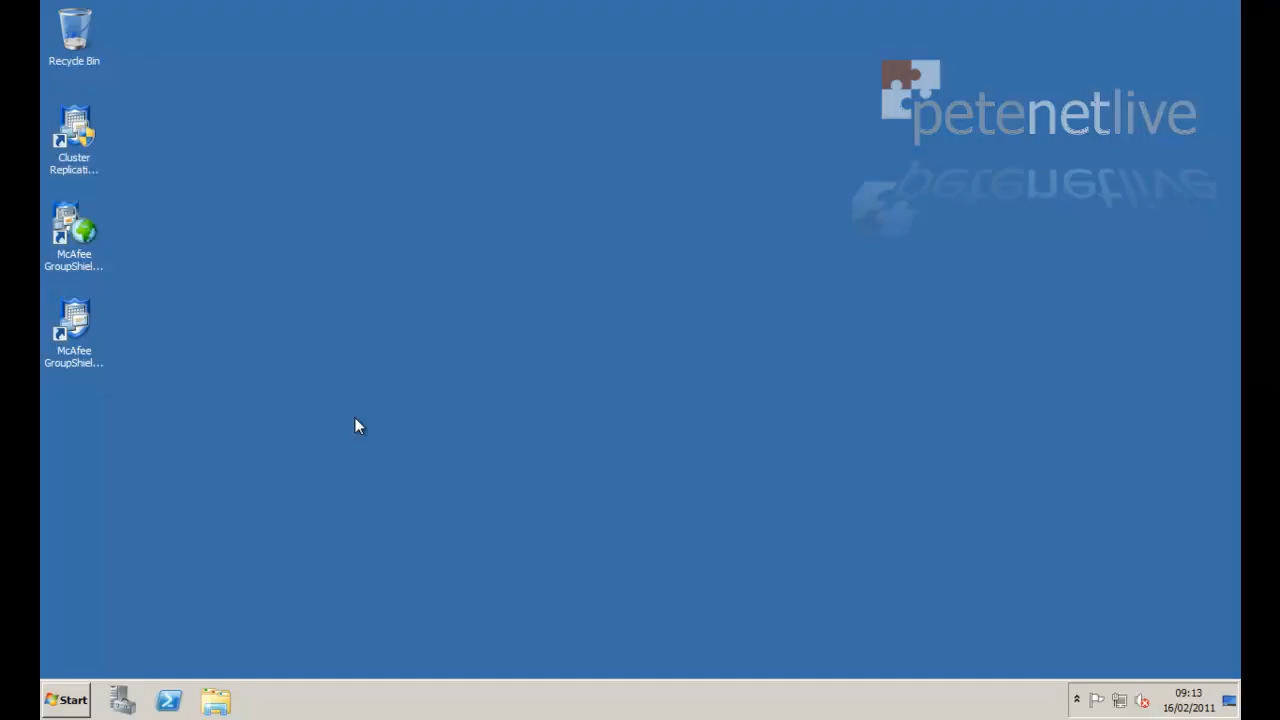 Recycle Bin
petenetlive
Cluster
Replicati...
McAfee
GroupShiel...
McAfee
GroupShiel...
Start
09:13
16/02/2011